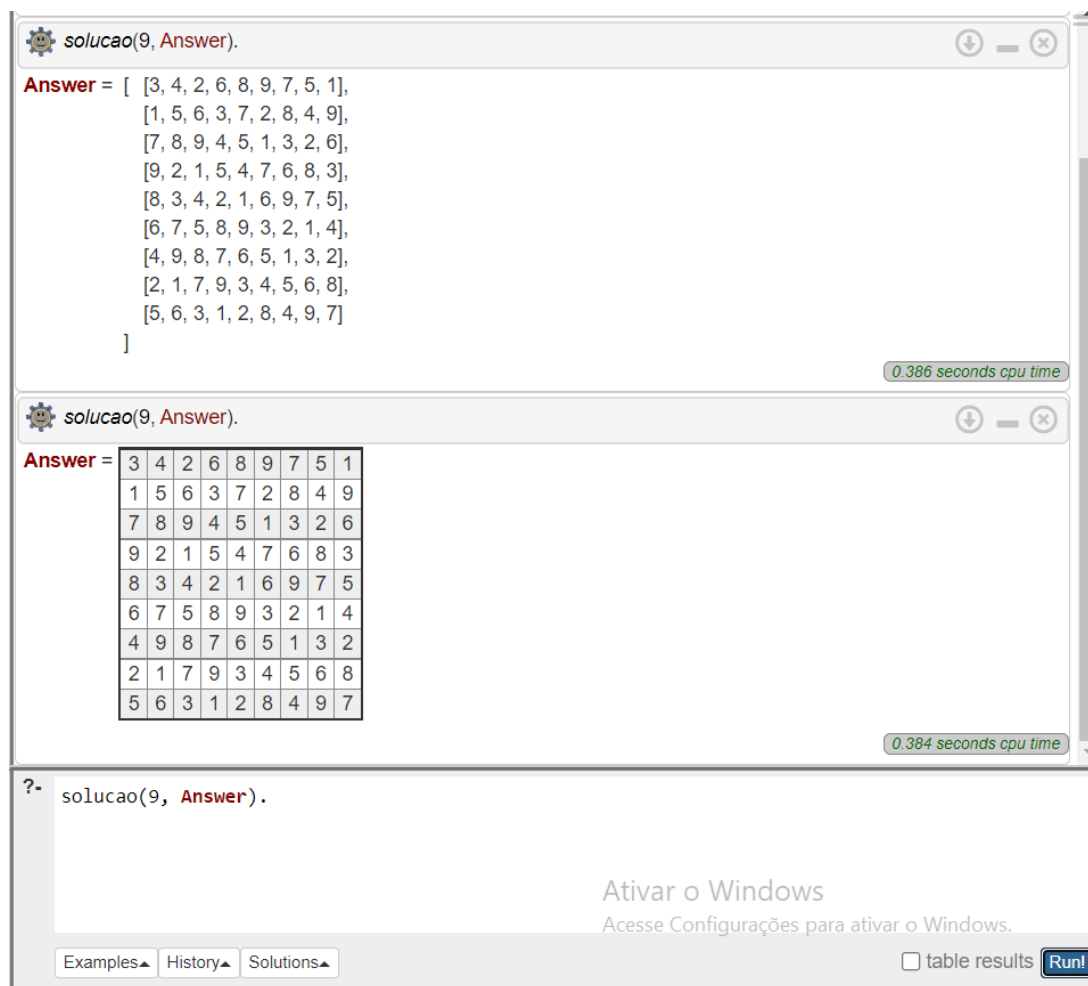 solucao(9, Answer).
Answer = [ [3, 4, 2, 6, 8, 9, 7, 5, 1],
[1, 5, 6, 3, 7, 2, 8, 4, 9],
[7, 8, 9, 4, 5, 1, 3, 2, 6],
[9, 2, 1, 5, 4, 7, 6, 8, 3],
[8, 3, 4, 2, 1, 6, 9, 7, 5],
[6, 7, 5, 8, 9, 3, 2, 1, 4],
[4, 9, 8, 7, 6, 5, 1, 3, 2],
[2, 1, 7, 9, 3, 4, 5, 6, 8],
[5, 6, 3, 1, 2, 8, 4, 9, 7]
]
0.386 seconds cpu time
solucao(9, Answer).
Answer = 3 4 2 6 8 9 7 5 1
1 5 6 3 7 2 8 4 9
7 8 9 4 5 1 3 2 6
9 2 1 5 4 7 6 8 3
8 3 4 2 1 6 9 7 5
6 7 5 8 9 3 2 1 4
4 9 8 7 6 5 1 3 2
2 1 7 9 3 4 5 6 8
5 6 3 1 2 8 4 9 7
0.384 seconds cpu time
?- solucao(9, Answer).
Ativar o Windows
Acesse Configurações para ativar o Windows.
Examples History Solutions table results Run!